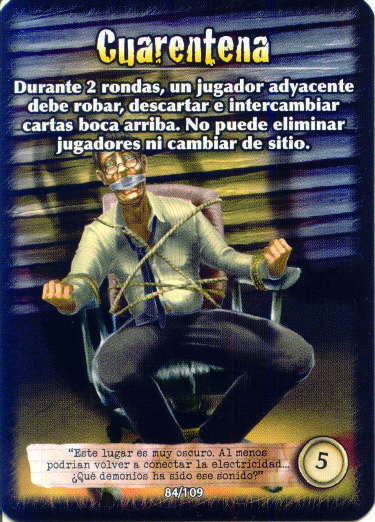 Cuarentena
Durante 2 rondas, un jugador adyacente
debe robar, descartar e intercambiar
cartas boca arriba. No puede eliminar
jugadores ni cambiar de sitio.
"Este lugar es muy oscuro. Al menos
podrían volver a conectar la electricidad...
¿Qué demonios ha sido ese sonido?"
5
84/109